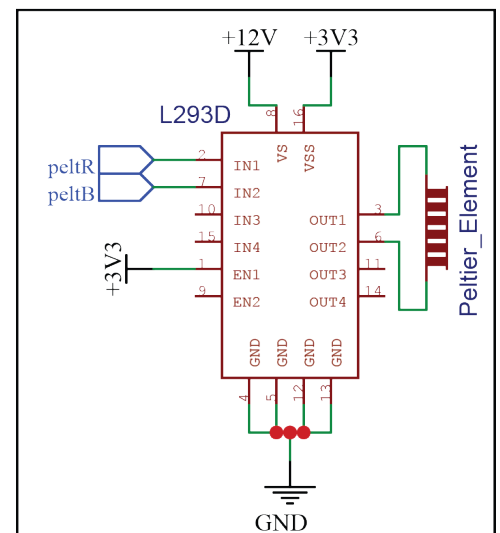 +12V +3V3
L293D
8 16
VS VSS
peltR 2 IN1
peltB 7 IN2
10 IN3 OUT1 3
15 IN4 OUT2 6
+3V3 1 EN1 OUT3 11
9 EN2 OUT4 14
Peltier_Element
GND GND GND GND
4 5 12 13
GND